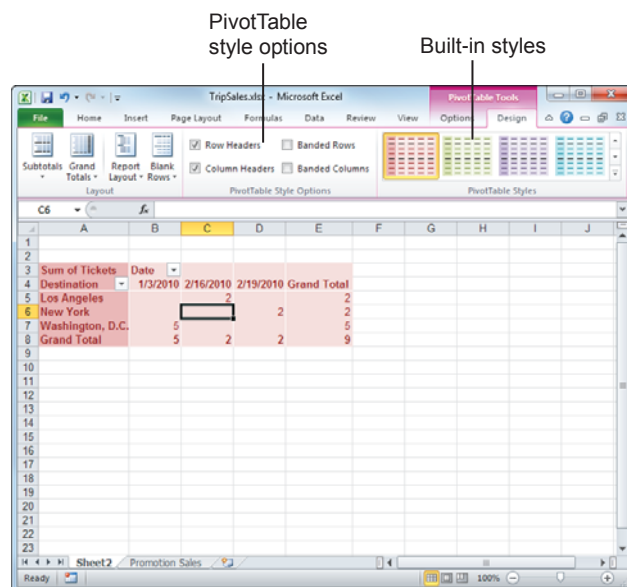 PivotTable
style options
Built-in styles
TripSales.xlsx - Microsoft Excel
PivotTable Tools
File Home Insert Page Layout Formulas Data Review View Options Design
Subtotals Grand Totals Report Layout Blank Rows
Row Headers Banded Rows
Column Headers Banded Columns
Layout PivotTable Style Options PivotTable Styles
C6 fx
A B C D E F G H I J
1
2
3 Sum of Tickets Date
4 Destination 1/3/2010 2/16/2010 2/19/2010 Grand Total
5 Los Angeles 2 2
6 New York 2 2
7 Washington, D.C. 5 5
8 Grand Total 5 2 2 9
9
10
11
12
13
14
15
16
17
18
19
20
21
22
23
Sheet2 Promotion Sales
Ready 100%